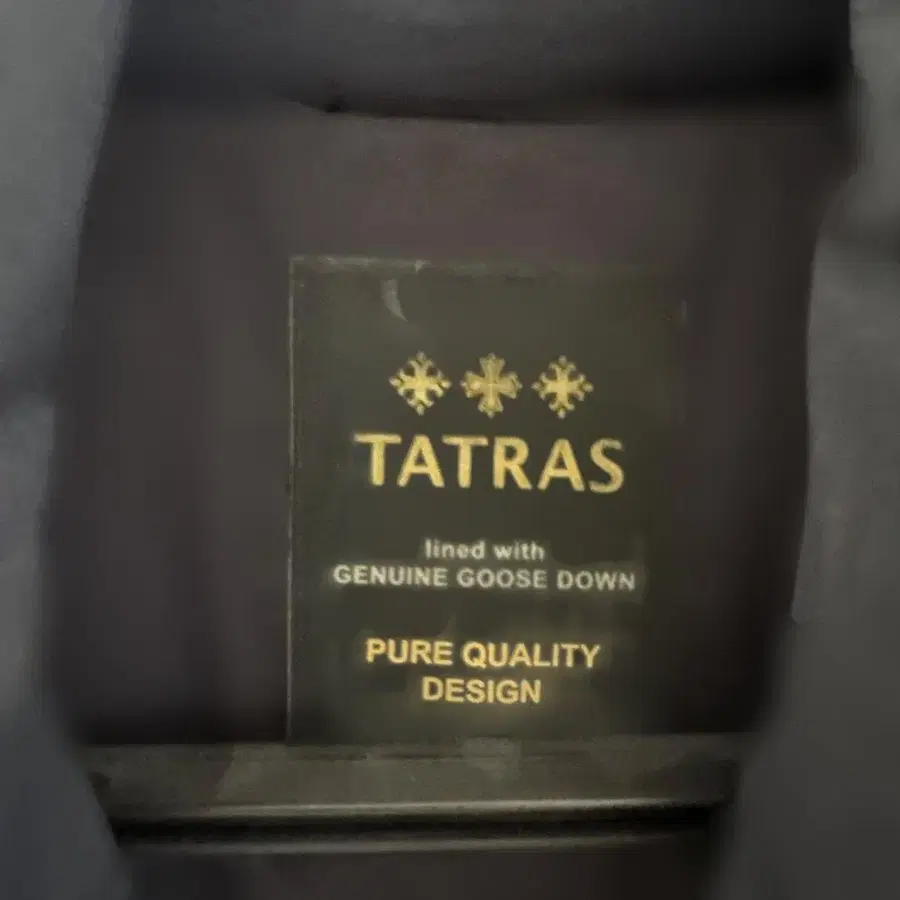 TATRAS
lined with
GENUINE GOOSE DOWN
PURE QUALITY
DESIGN